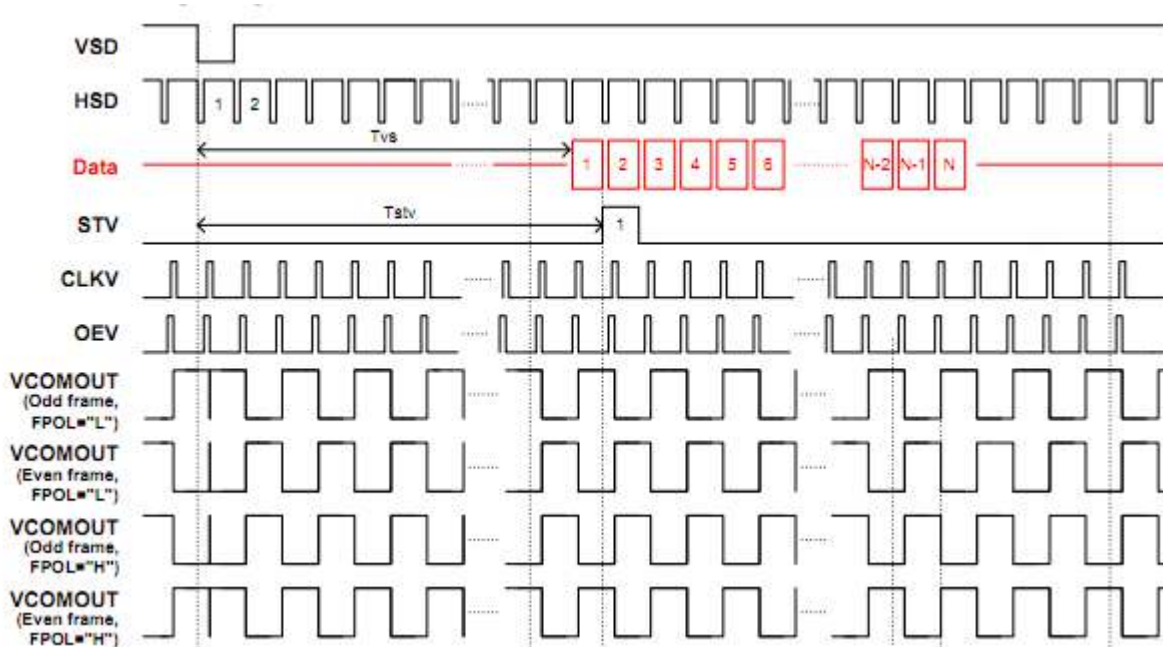 VSD
HSD
1 2
Tvs
Data
1 2 3 4 5 6 N-2 N-1 N
Tstv
STV
1
CLKV
OEV
VCOMOUT
(Odd frame,
FPOL="L")
VCOMOUT
(Even frame,
FPOL="L")
VCOMOUT
(Odd frame,
FPOL="H")
VCOMOUT
(Even frame,
FPOL="H")